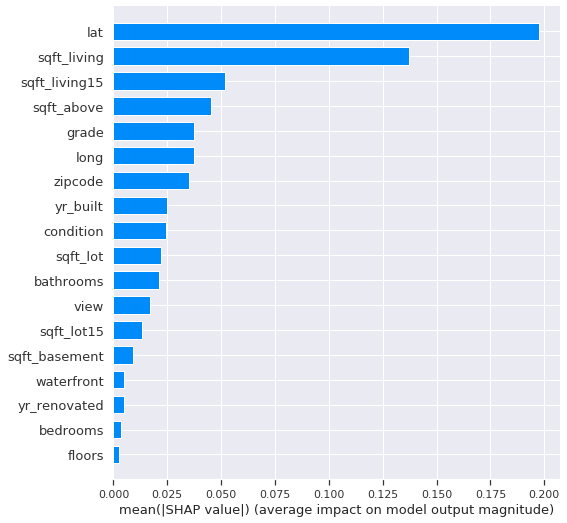 lat
sqft_living
sqft_living15
sqft_above
grade
long
zipcode
yr_built
condition
sqft_lot
bathrooms
view
sqft_lot15
sqft_basement
waterfront
yr_renovated
bedrooms
floors
0.000 0.025 0.050 0.075 0.100 0.125 0.150 0.175 0.200
mean(|SHAP value|) (average impact on model output magnitude)